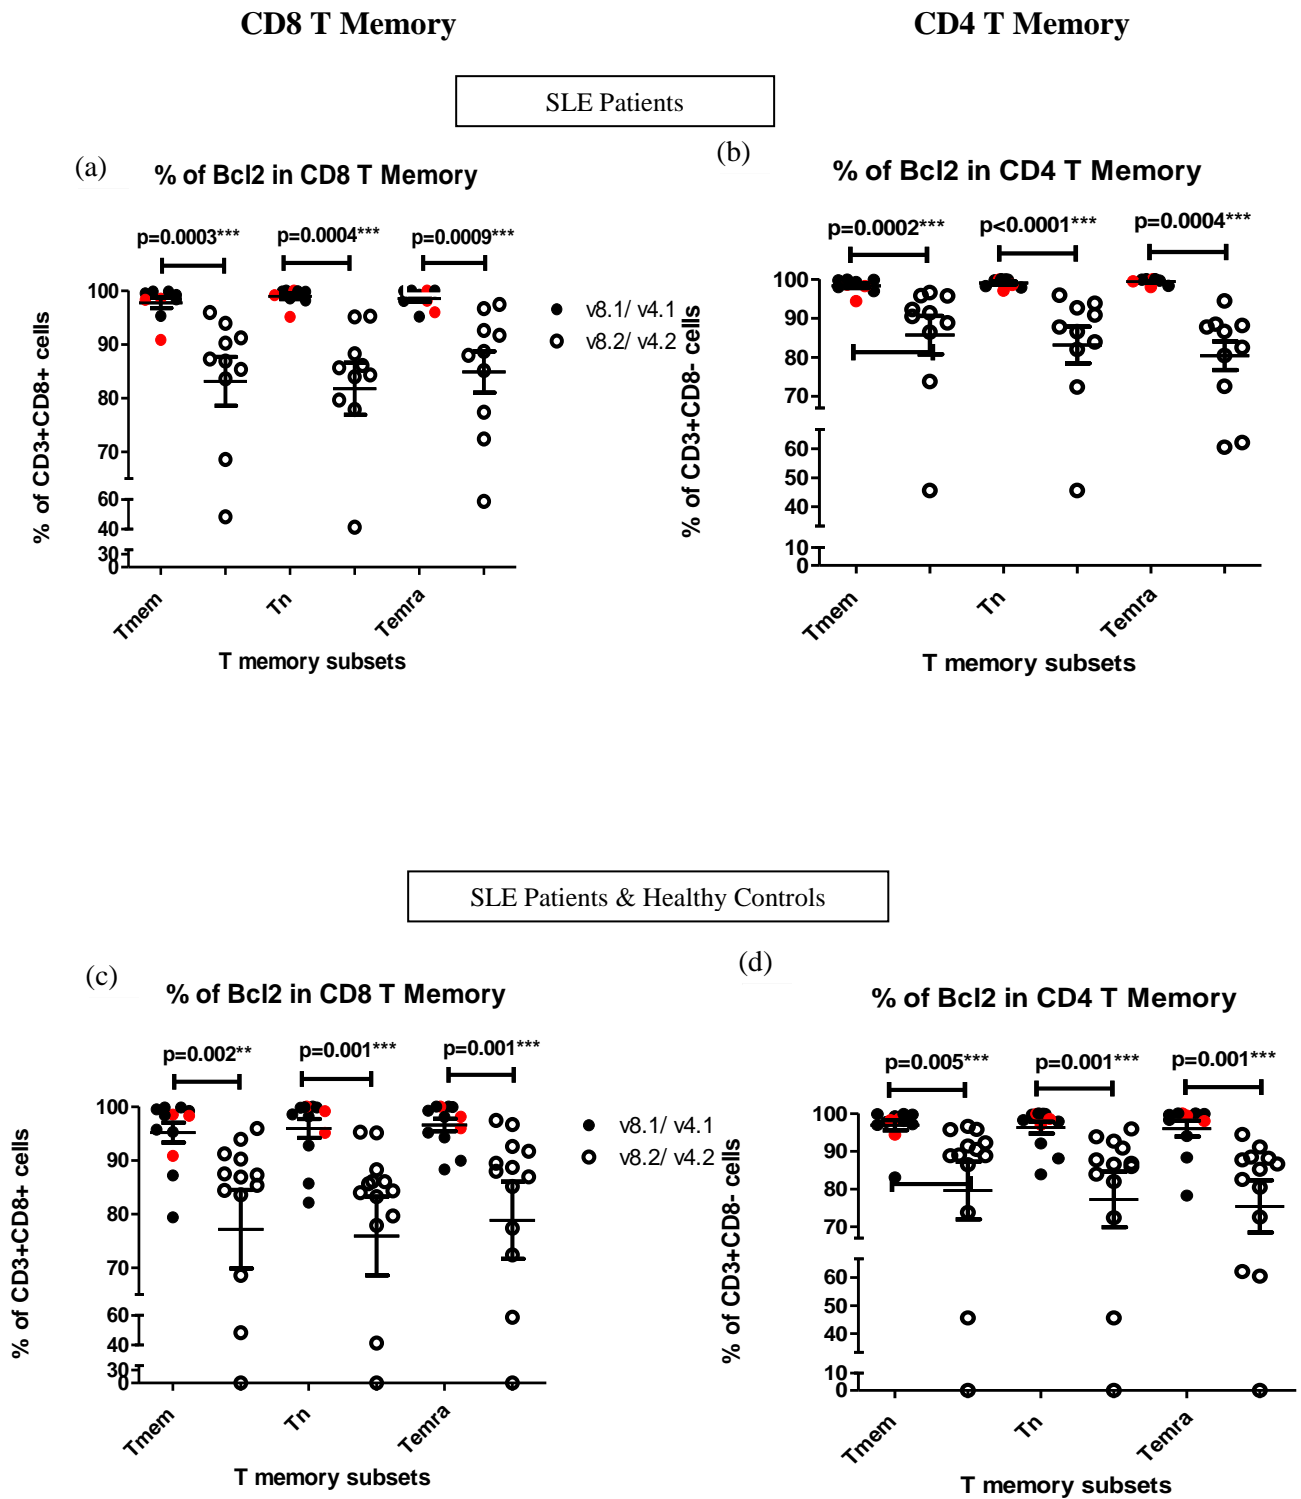 CD8 T Memory
CD4 T Memory
SLE Patients
(a)
% of Bcl2 in CD8 T Memory
p=0.0003***
p=0.0004***
p=0.0009***
% of CD3+CD8+ cells
100
90
80
70
60
40
30
0
Tmem
Tn
Temra
T memory subsets
v8.1/ v4.1
v8.2/ v4.2
(b)
% of Bcl2 in CD4 T Memory
p=0.0002***
p<0.0001***
p=0.0004***
% of CD3+CD8- cells
100
90
80
70
60
50
40
10
0
Tmem
Tn
Temra
T memory subsets
SLE Patients & Healthy Controls
(c)
% of Bcl2 in CD8 T Memory
p=0.002**
p=0.001***
p=0.001***
% of CD3+CD8+ cells
100
90
80
70
60
40
30
0
Tmem
Tn
Temra
T memory subsets
v8.1/ v4.1
v8.2/ v4.2
(d)
% of Bcl2 in CD4 T Memory
p=0.005***
p=0.001***
p=0.001***
% of CD3+CD8- cells
100
90
80
70
60
50
40
10
0
Tmem
Tn
Temra
T memory subsets